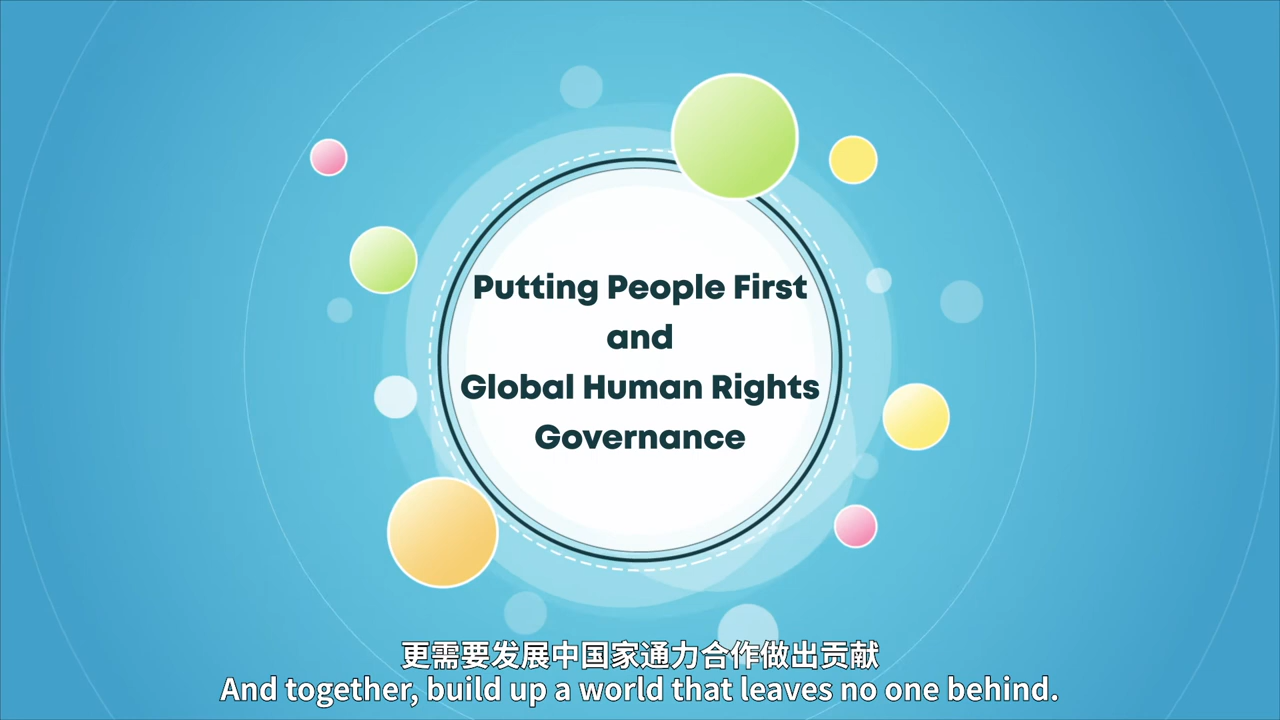 Putting People First
and
Global Human Rights
Governance
更需要发展中国家通力合作做出贡献
And together, build up a world that leaves no one behind.